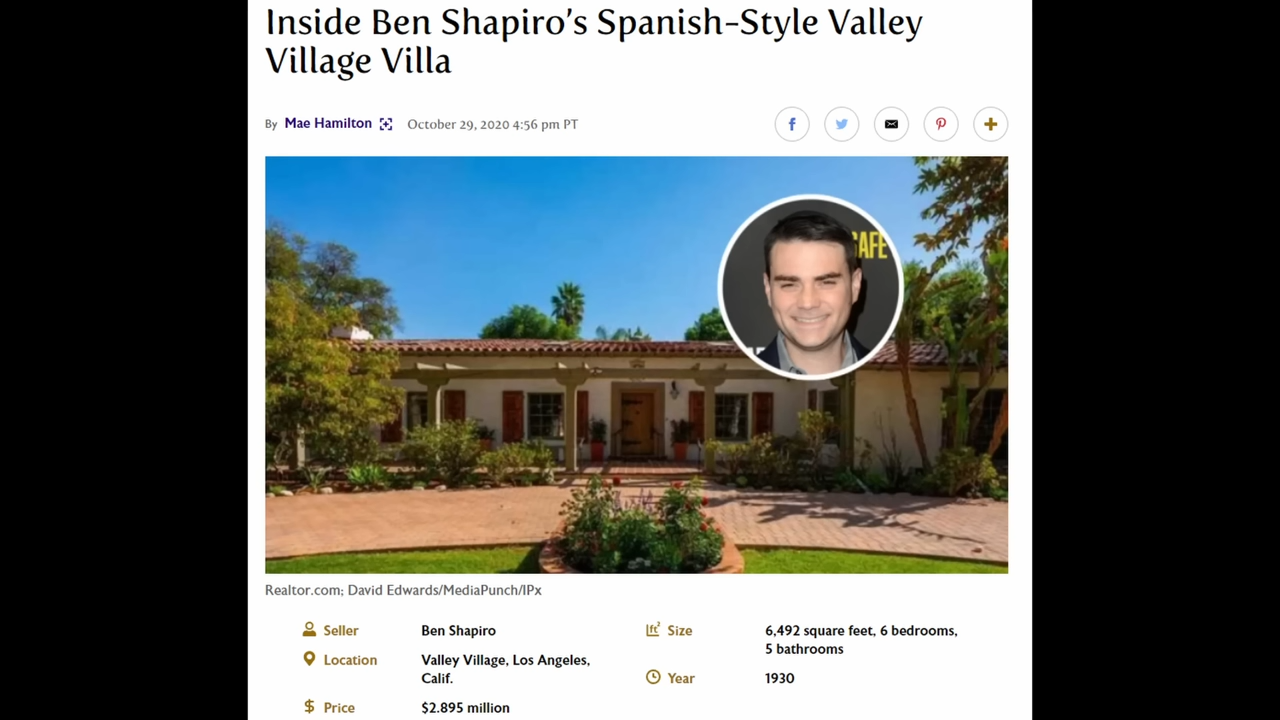 Inside Ben Shapiro's Spanish-Style Valley
Village Villa
By Mae Hamilton October 29, 2020 4:56 pm PT
AFE
Realtor.com; David Edwards/MediaPunch/IPx
Seller Ben Shapiro
Location Valley Village, Los Angeles,
Calif.
$ Price $2.895 million
ft² Size 6,492 square feet, 6 bedrooms,
5 bathrooms
Year 1930